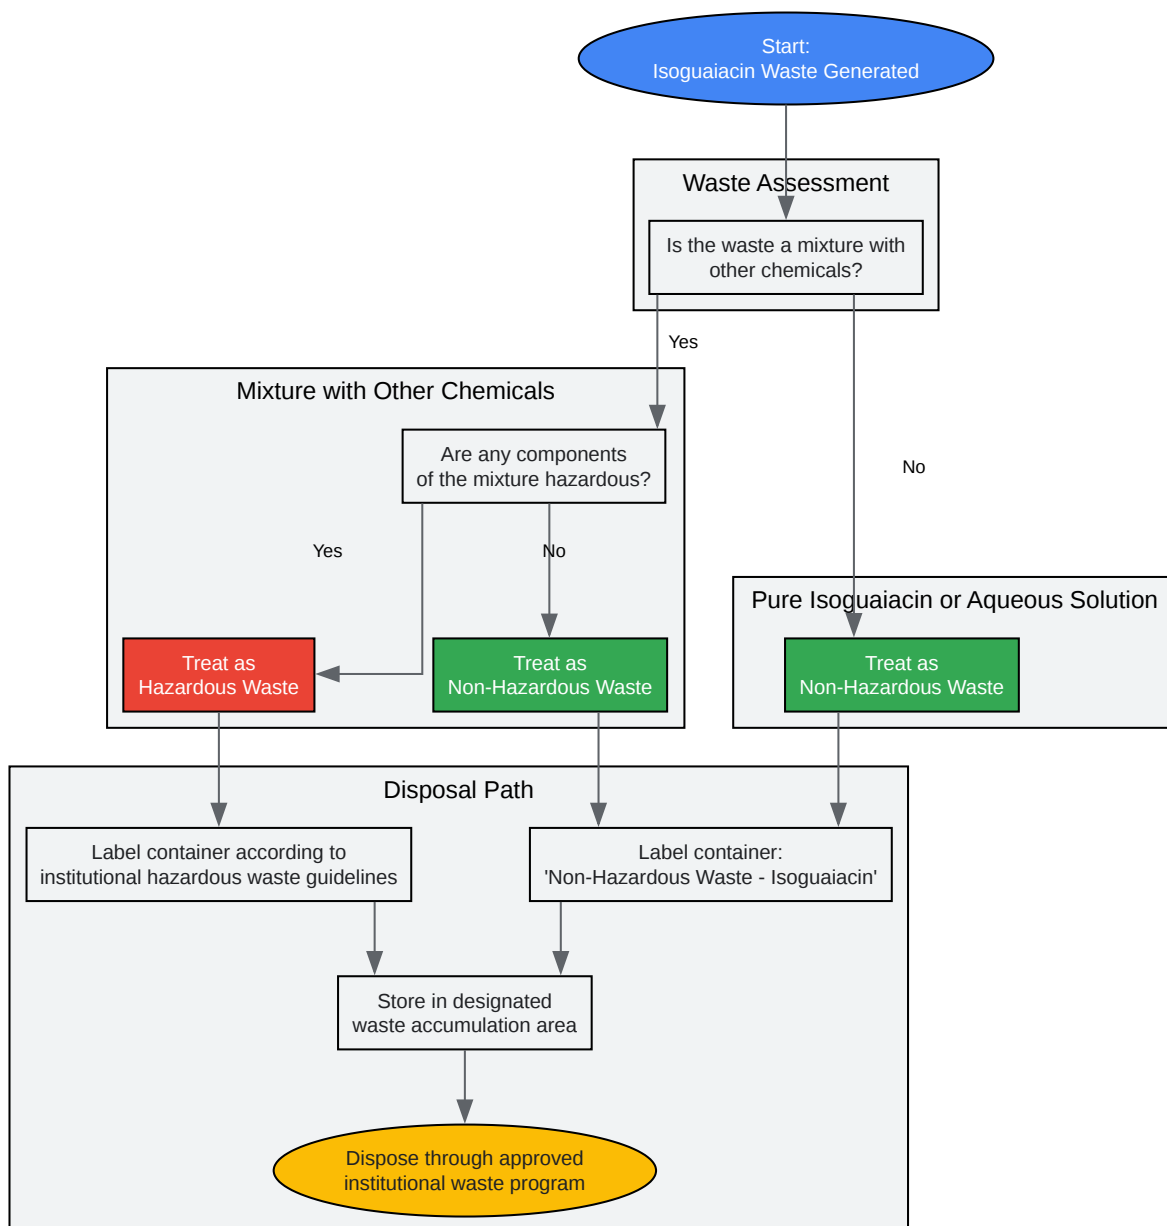 Start:
Isoguaiacin Waste Generated
Waste Assessment
Is the waste a mixture with
other chemicals?
Yes
No
Mixture with Other Chemicals
Are any components
of the mixture hazardous?
Yes
No
Treat as
Hazardous Waste
Treat as
Non-Hazardous Waste
Pure Isoguaiacin or Aqueous Solution
Treat as
Non-Hazardous Waste
Disposal Path
Label container according to
institutional hazardous waste guidelines
Label container:
'Non-Hazardous Waste - Isoguaiacin'
Store in designated
waste accumulation area
Dispose through approved
institutional waste program